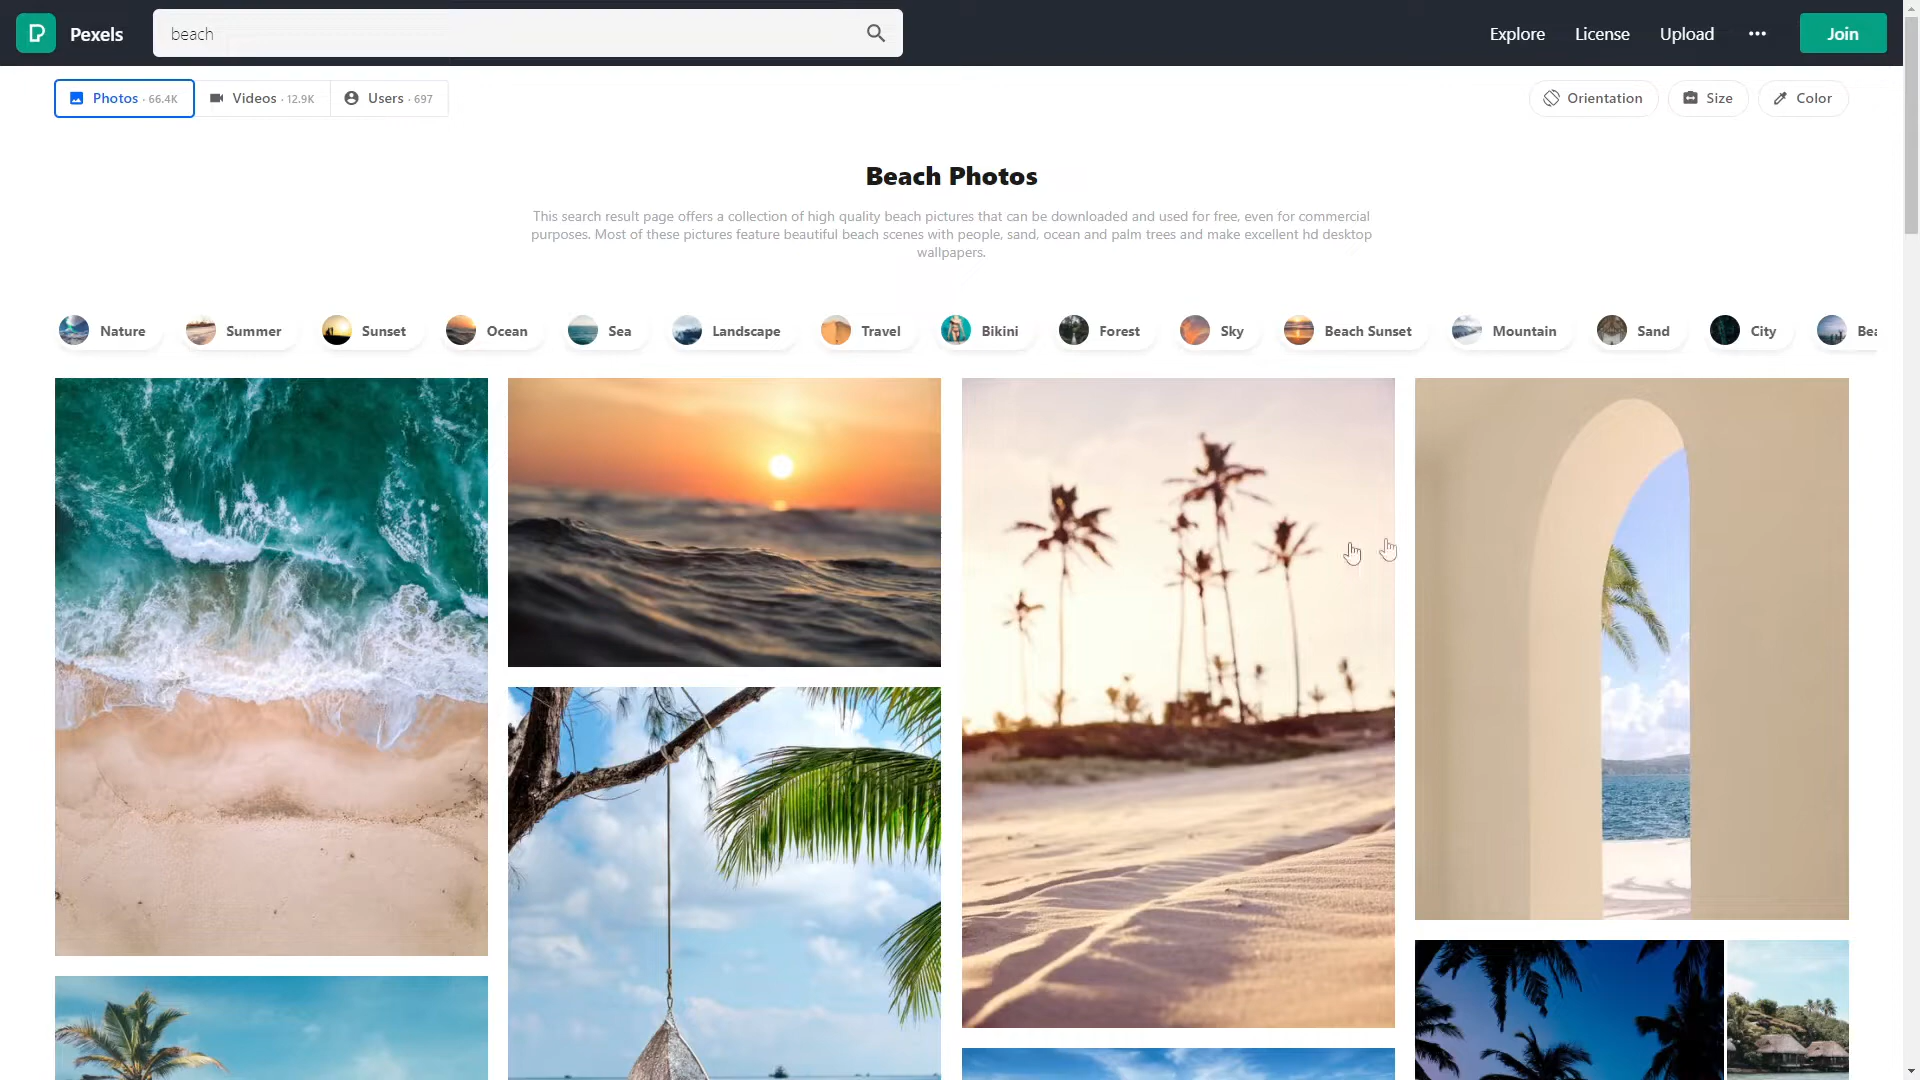 Pexels
beach
Explore
License
Upload
Join
Photos · 66.4K
Videos · 12.9K
Users · 697
Orientation
Size
Color
Beach Photos
This search result page offers a collection of high quality beach pictures that can be downloaded and used for free, even for commercial
purposes. Most of these pictures feature beautiful beach scenes with people, sand, ocean and palm trees and make excellent hd desktop
wallpapers.
Nature
Summer
Sunset
Ocean
Sea
Landscape
Travel
Bikini
Forest
Sky
Beach Sunset
Mountain
Sand
City
Bea